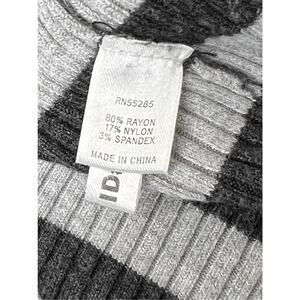 RN55285
80% RAYON
17% NYLON
3% SPANDEX
MADE IN CHINA